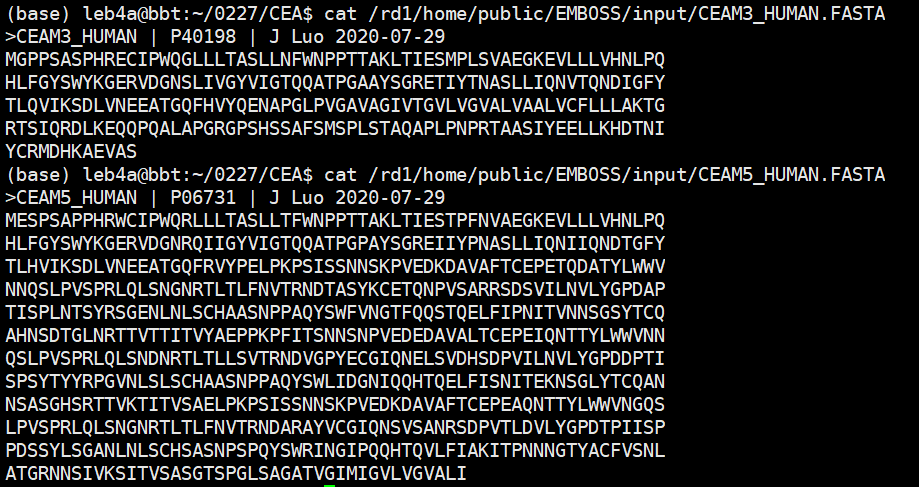 (base) leb4a@bbt:~/0227/CEA$ cat /rd1/home/public/EMBOSS/input/CEAM3_HUMAN.FASTA
>CEAM3_HUMAN | P40198 | J Luo 2020-07-29
MGPPSASPHRECIPWQGLLLTASLLNFWNPPTTAKLTIESMPLSVAEGKEVLLLVHNLPQ
HLFGYSWYKGERVDGNSLIVGYVIGTQQATPGAAYSGRETIYTNASLLIQNVTQNDIGFY
TLQVIKSDLVNEEATGQFHVYQENAPGLPVGAVAGIVTGVLVGVALVAALVCFLLLAKTG
RTSIQRDLKEQQPQALAPGRGPSHSSAFSMSPLSTAQAPLPNPRTAASIYEELLKHDTNI
YCRMDHKAEVAS
(base) leb4a@bbt:~/0227/CEA$ cat /rd1/home/public/EMBOSS/input/CEAM5_HUMAN.FASTA
>CEAM5_HUMAN | P06731 | J Luo 2020-07-29
MESPSAPPHRWCIPWQRLLLTASLLTFWNPPTTAKLTIESTPFNVAEGKEVLLLVHNLPQ
HLFGYSWYKGERVDGNRQIIGYVIGTQQATPGPAYSGREIIYPNASLLIQNIIQNDTGFY
TLHVIKSDLVNEEATGQFRVYPELPKPSISSNNSKPVEDKDAVAFTCEPETQDATYLWWV
NNQSLPVSPRLQLSNGNRTLTLFNVTRNDTASYKCETQNPVSARRSDSVILNVLYGPDAP
TISPLNTSYRSGENLNLSCHAASNPPAQYSWFVNGTFQQSTQELFIPNITVNNSGSYTCQ
AHNSDTGLNRTTVTTITVYAEPPKPFITSNNSNPVEDEDAVALTCEPEIQNTTYLWWVNN
QSLPVSPRLQLSNDNRTLTLLSVTRNDVGPYECGIQNELSVDHSDPVILNVLYGPDDPTI
SPSYTYYRPGVNLSLSCHAASNPPAQYSWLIDGNIQQHTQELFISNITEKNSGLYTCQAN
NSASGHSRTTVKTITVSAELPKPSISSNNSKPVEDKDAVAFTCEPEAQNTTYLWWVNGQS
LPVSPRLQLSNGNRTLTLFNVTRNDARAYVCGIQNSVSANRSDPVTLDVLYGPDTPIISP
PDSSYLSGANLNLSCHSASNPSPQYSWRINGIPQQHTQVLFIAKITPNNNGTYACFVSNL
ATGRNNSIVKSITVSASGTSPGLSAGATVGIMIGVLVGVALI